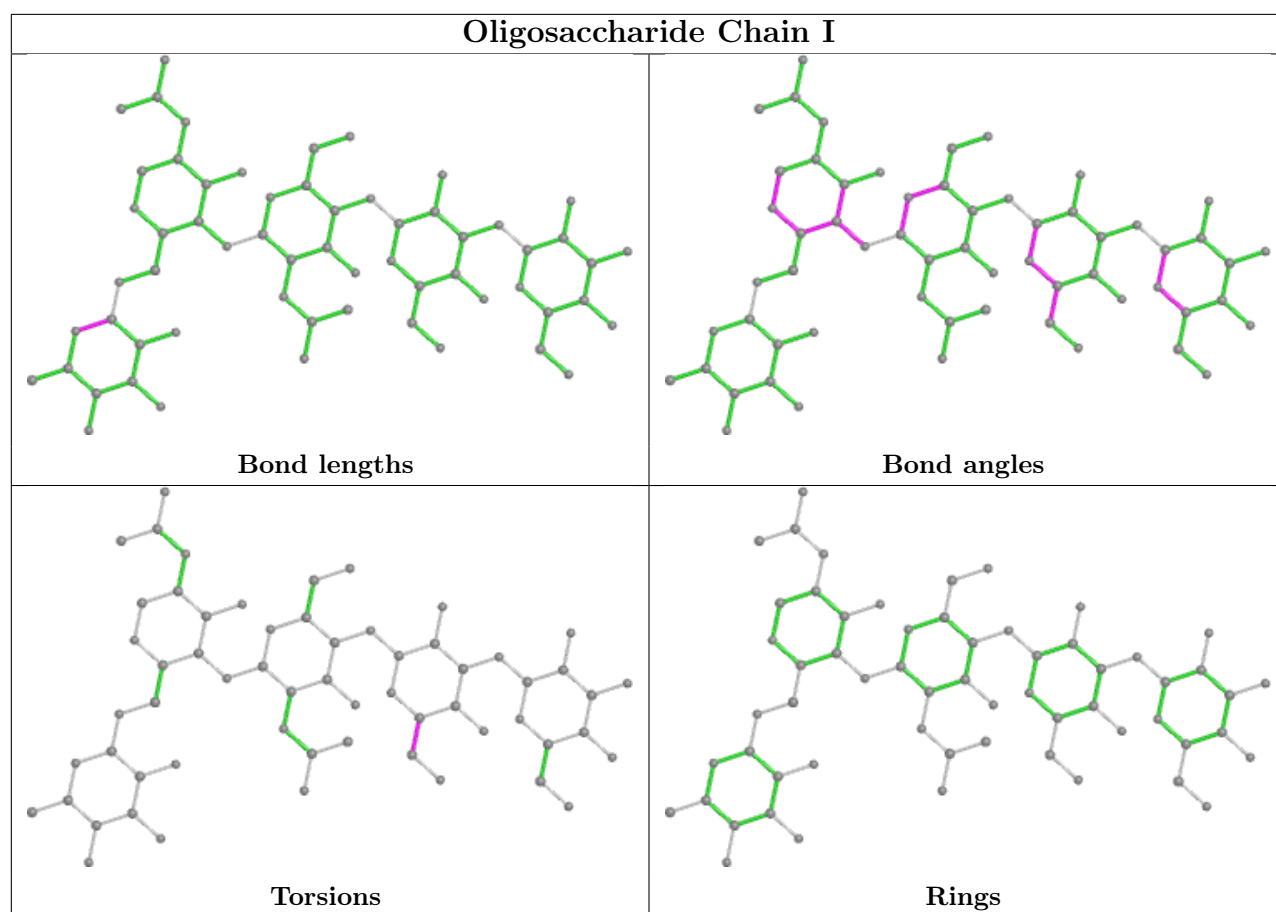 Oligosaccharide Chain I
Bond lengths
Bond angles
Torsions
Rings